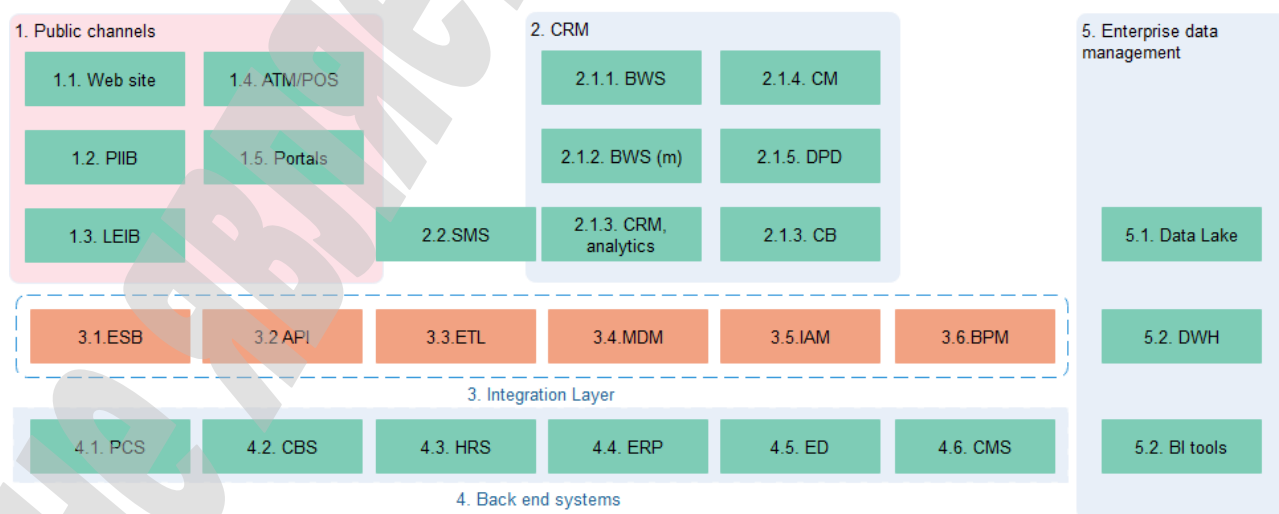 1. Public channels
1.1. Web site
1.4. ATM/POS
1.2. PIIB
1.5. Portals
1.3. LEIB
2.2.SMS
2. CRM
2.1.1. BWS
2.1.4. CM
2.1.2. BWS (m)
2.1.5. DPD
2.1.3. CRM,
analytics
2.1.3. CB
3.1.ESB
3.2 API
3.3.ETL
3.4.MDM
3.5.IAM
3.6.BPM
3. Integration Layer
4.1. PCS
4.2. CBS
4.3. HRS
4.4. ERP
4.5. ED
4.6. CMS
4. Back end systems
5. Enterprise data
management
5.1. Data Lake
5.2. DWH
5.2. BI tools